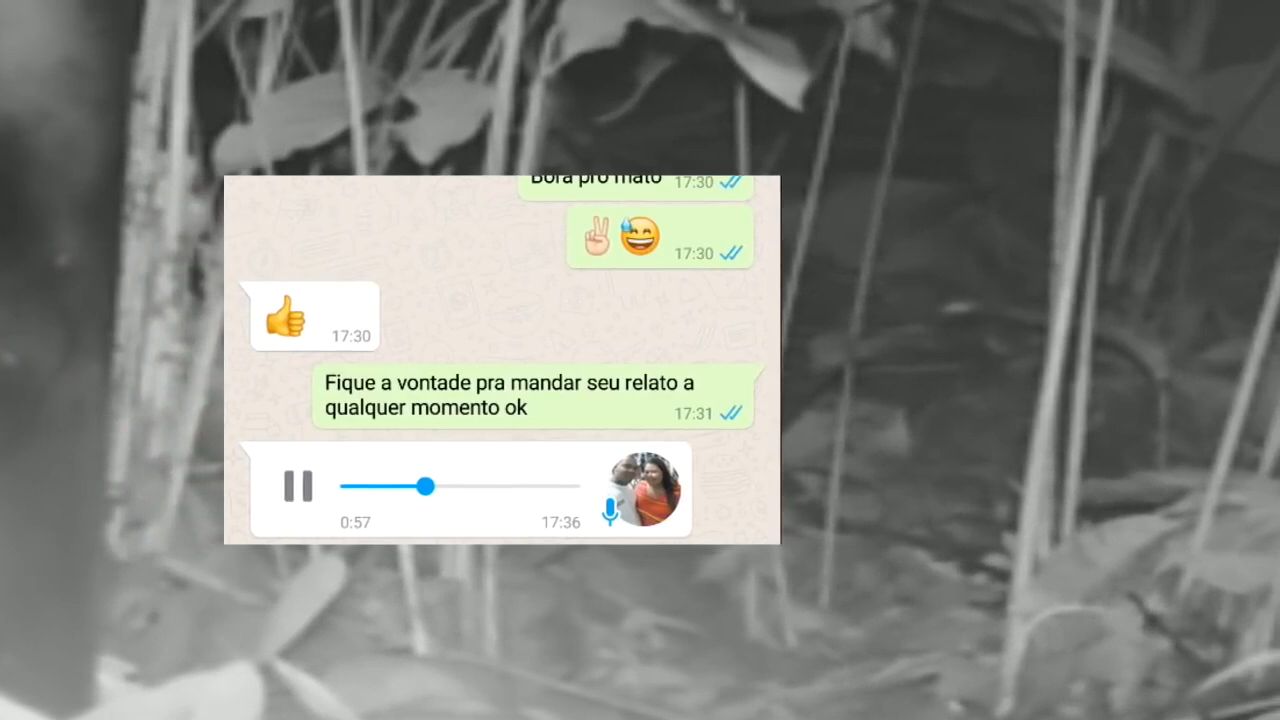 Bora pro mato 17:30
17:30
17:30
Fique a vontade pra mandar seu relato a
qualquer momento ok 17:31
0:57 17:36